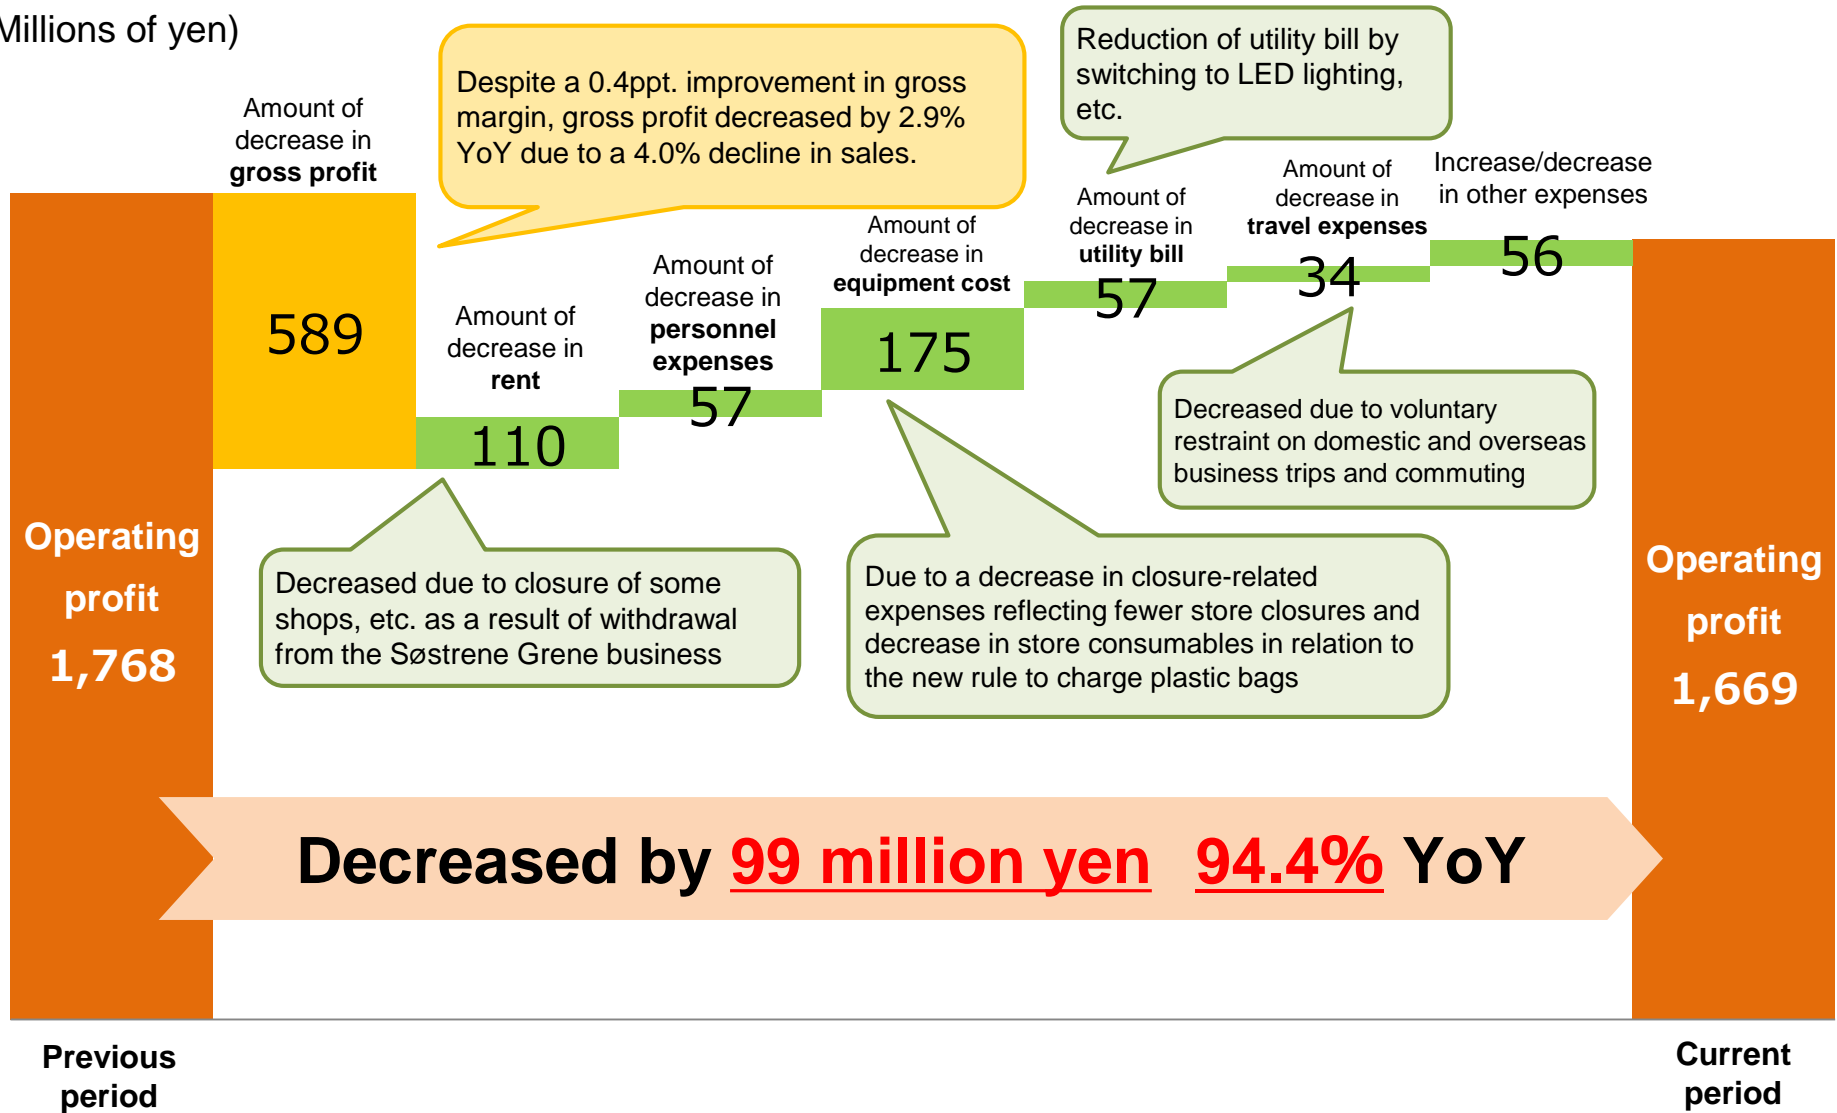 Millions of yen)
Amount of
decrease in
gross profit
589
Despite a 0.4ppt. improvement in gross
margin, gross profit decreased by 2.9%
YoY due to a 4.0% decline in sales.
Amount of
decrease in
rent
110
Amount of
decrease in
personnel
expenses
57
Amount of
decrease in
equipment cost
175
Reduction of utility bill by
switching to LED lighting,
etc.
Amount of
decrease in
utility bill
57
Amount of
decrease in
travel expenses
34
Increase/decrease
in other expenses
56
Decreased due to voluntary
restraint on domestic and overseas
business trips and commuting
Operating
profit
1,768
Decreased due to closure of some
shops, etc. as a result of withdrawal
from the Søstrene Grene business
Due to a decrease in closure-related
expenses reflecting fewer store closures and
decrease in store consumables in relation to
the new rule to charge plastic bags
Operating
profit
1,669
Decreased by 99 million yen 94.4% YoY
Previous
period
Current
period